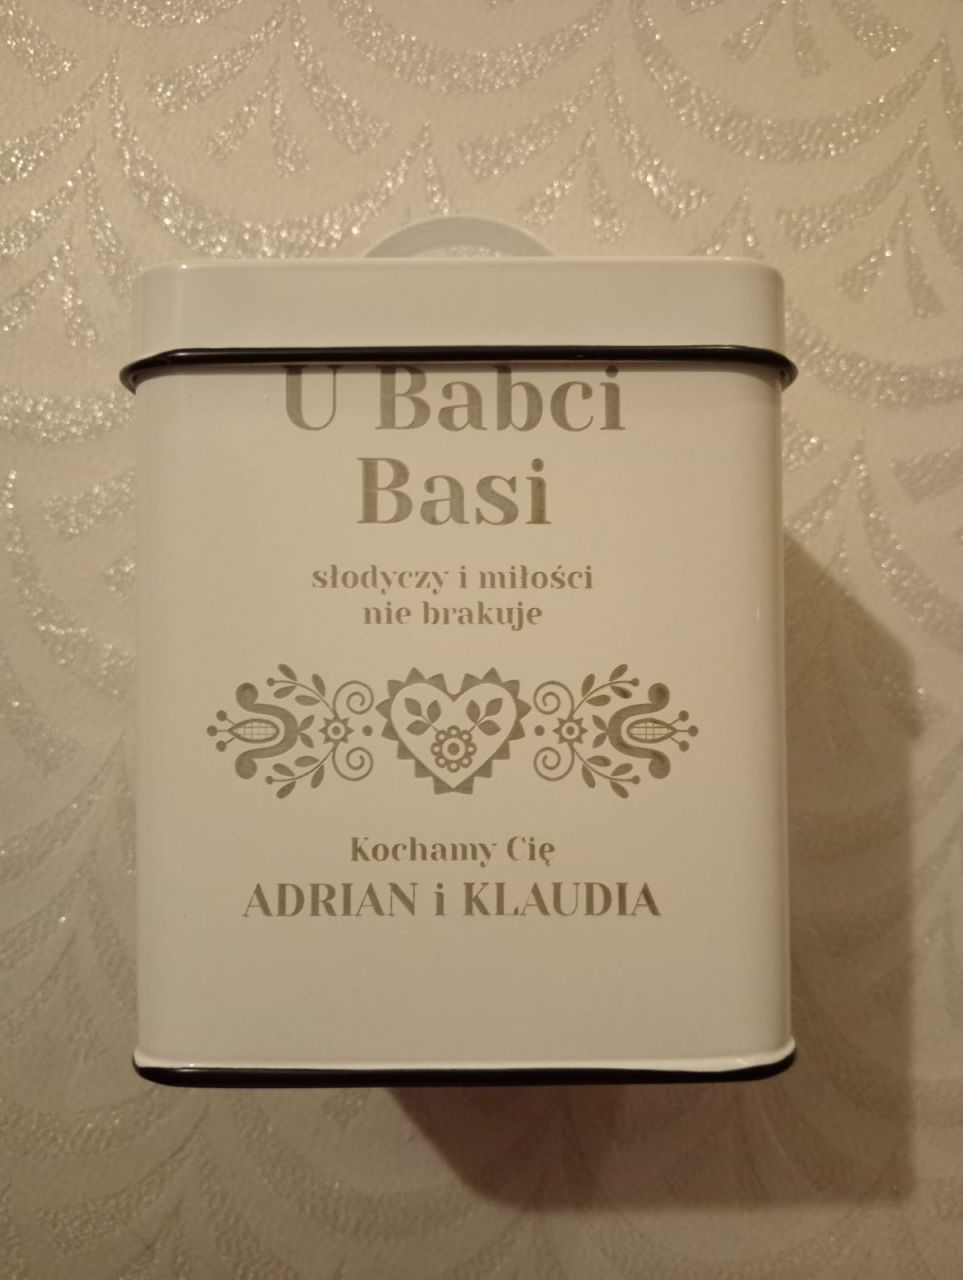 U Babci
Basi
słodyczy i miłości
nie brakuje
Kochamy Cię
ADRIAN i KLAUDIA